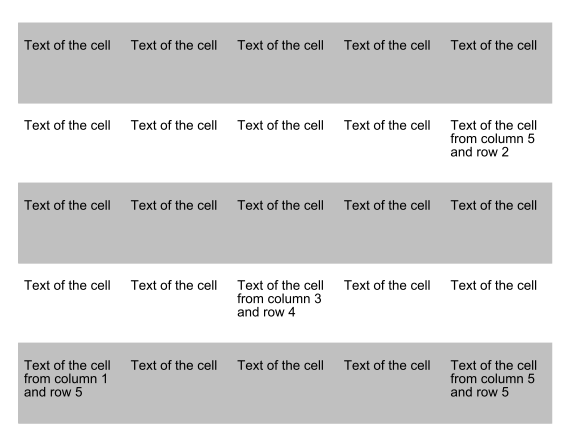 Text of the cell Text of the cell Text of the cell Text of the cell Text of the cell
Text of the cell Text of the cell Text of the cell Text of the cell Text of the cell
from column 5
and row 2
Text of the cell Text of the cell Text of the cell Text of the cell Text of the cell
Text of the cell Text of the cell Text of the cell Text of the cell Text of the cell
from column 3
and row 4
Text of the cell Text of the cell Text of the cell Text of the cell Text of the cell
from column 1 from column 5
and row 5 and row 5